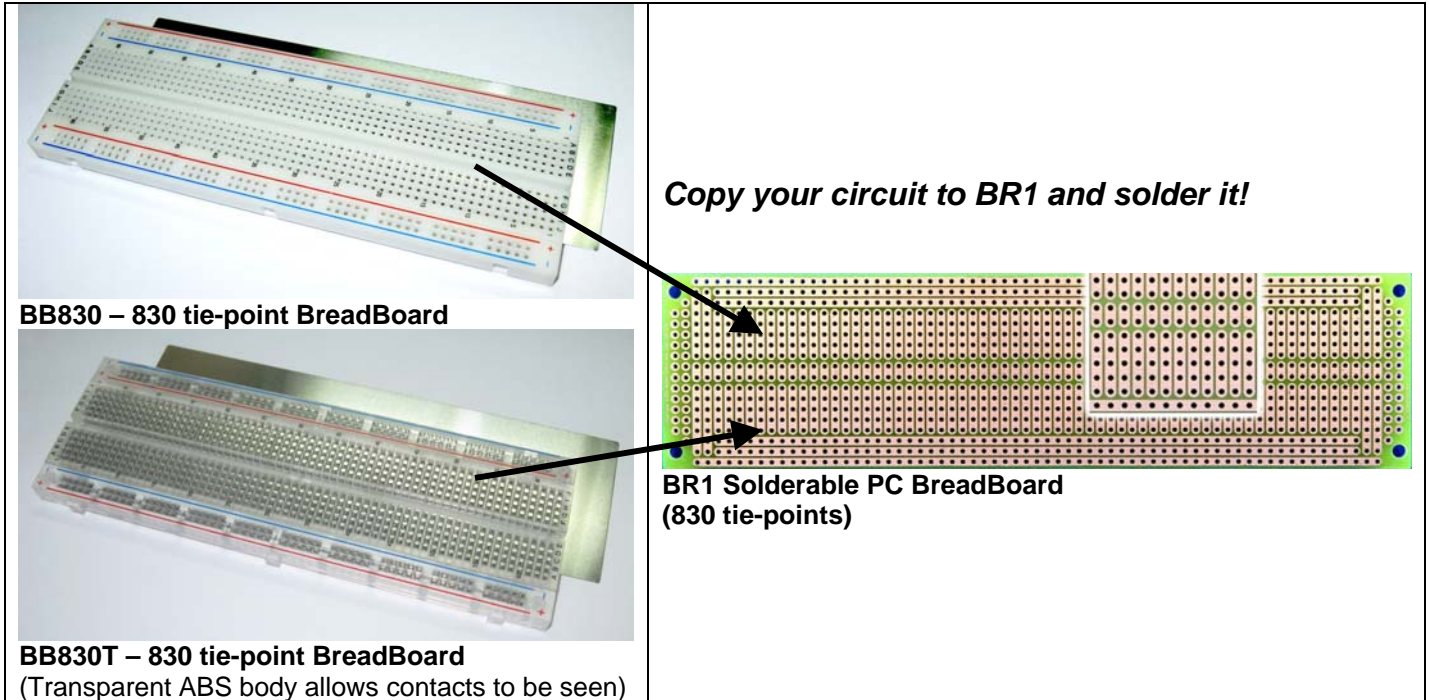 BB830 – 830 tie-point BreadBoard
BB830T – 830 tie-point BreadBoard
(Transparent ABS body allows contacts to be seen)
Copy your circuit to BR1 and solder it!
BR1 Solderable PC BreadBoard
(830 tie-points)